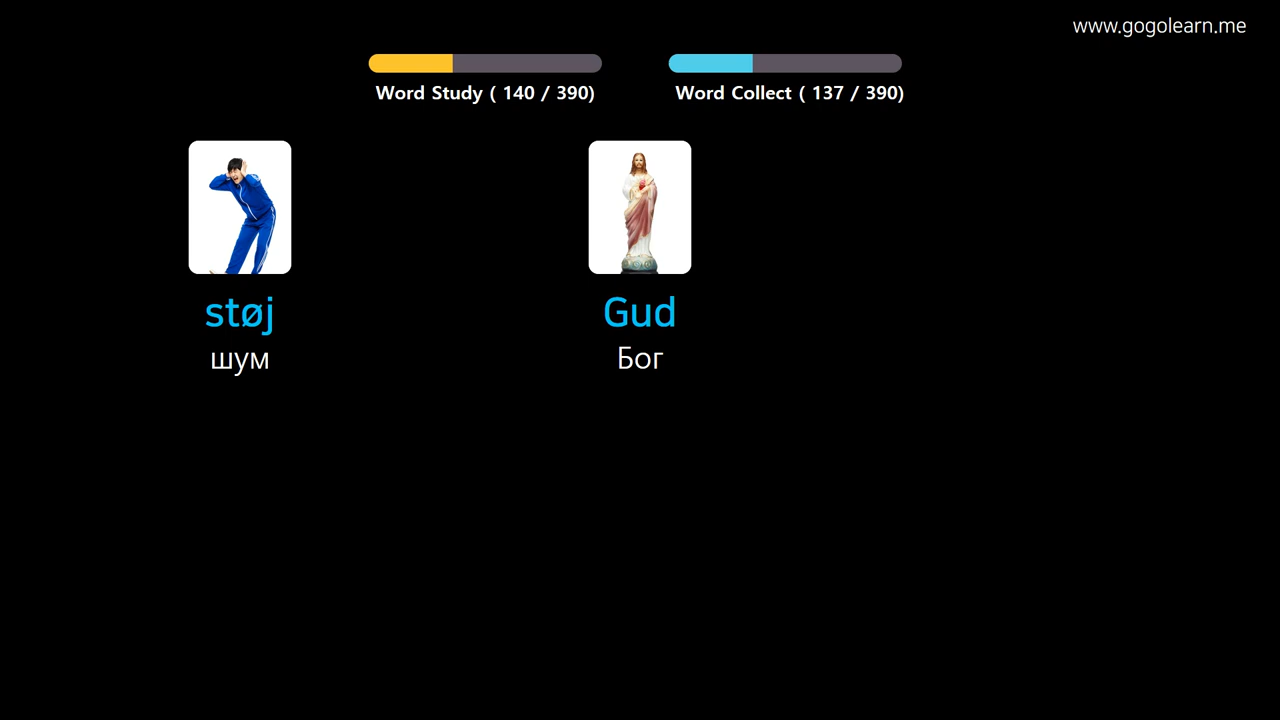 www.gogolearn.me
Word Study ( 140 / 390)
Word Collect ( 137 / 390)
støj
Gud
шум
Бог